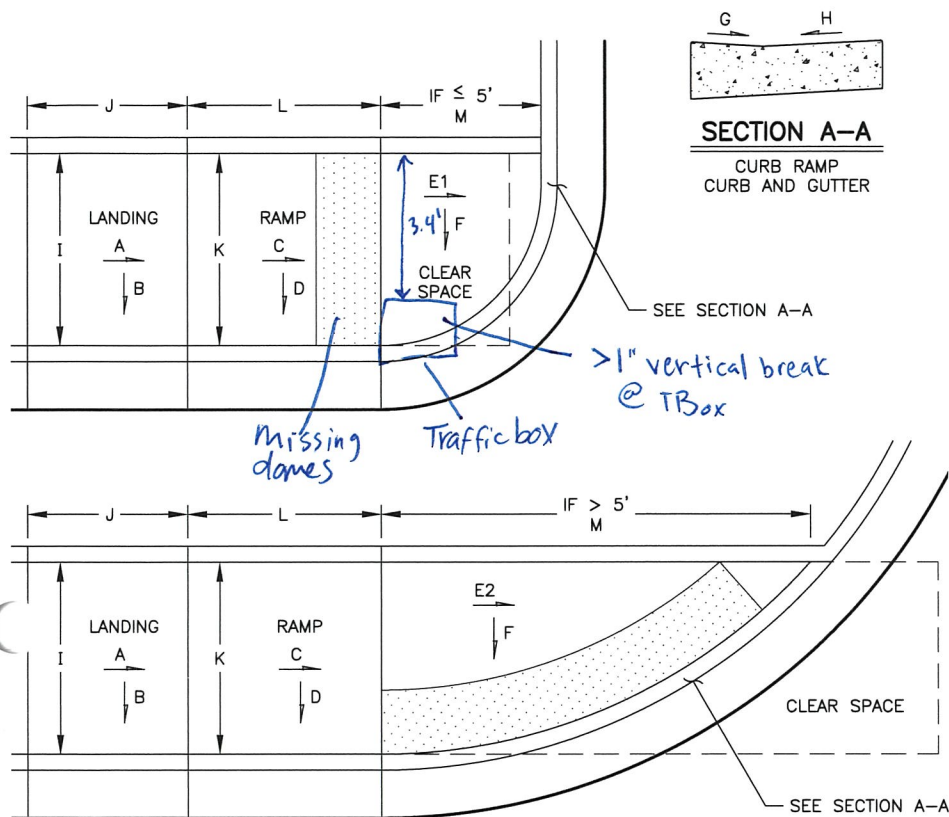 G
H
SECTION A-A
CURB RAMP
CURB AND GUTTER
J
L
IF ≤ 5'
M
I
LANDING
A
B
K
RAMP
C
D
3.4'
E1
F
CLEAR
SPACE
SEE SECTION A-A
>1" vertical break
@ TBox
Missing
domes
Traffic box
J
L
IF > 5'
M
I
LANDING
A
B
K
RAMP
C
D
E2
F
CLEAR SPACE
SEE SECTION A-A